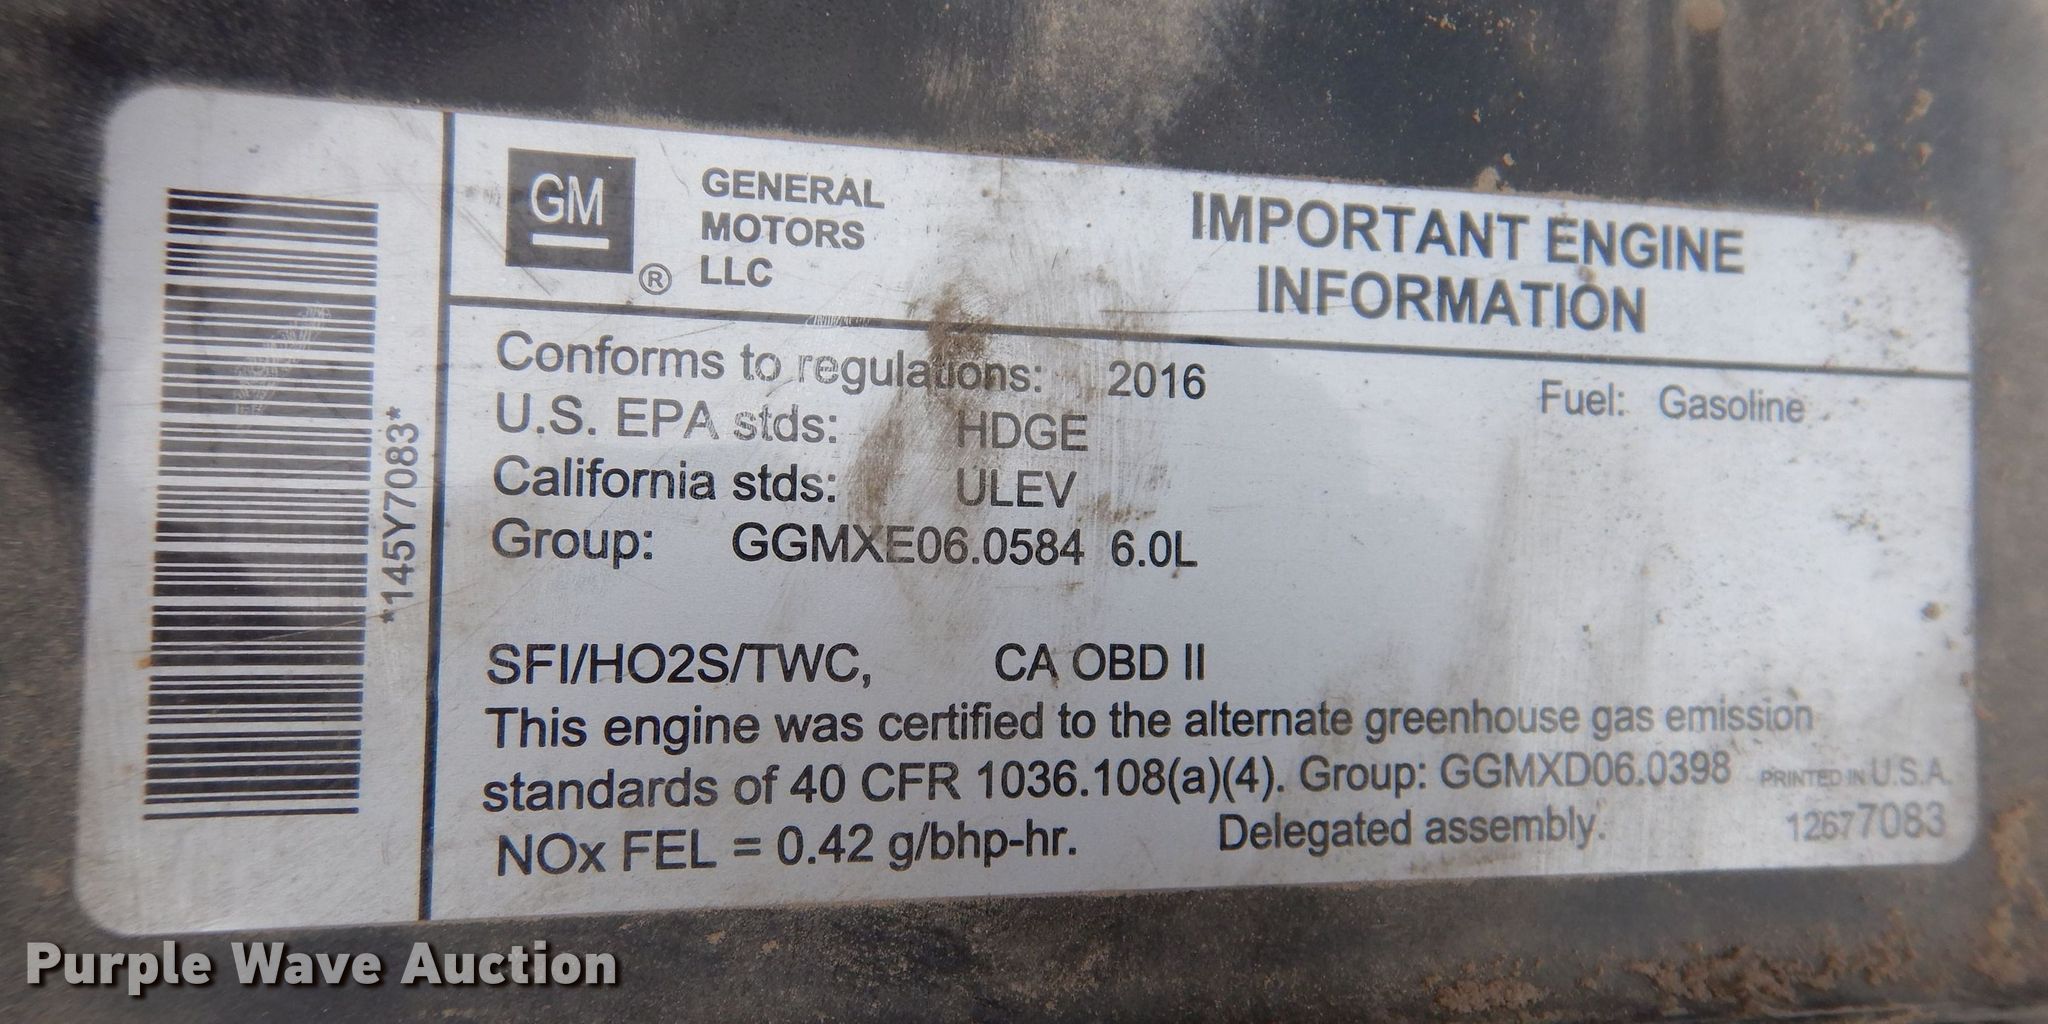 *145Y7083*
GM
®
GENERAL
MOTORS
LLC
IMPORTANT ENGINE
INFORMATION
Conforms to regulations: 2016 Fuel: Gasoline
U.S. EPA stds: HDGE
California stds: ULEV
Group: GGMXE06.0584 6.0L
SFI/HO2S/TWC, CA OBD II
This engine was certified to the alternate greenhouse gas emission
standards of 40 CFR 1036.108(a)(4). Group: GGMXD06.0398 PRINTED IN U.S.A.
NOx FEL = 0.42 g/bhp-hr. Delegated assembly. 12677083
Purple Wave Auction